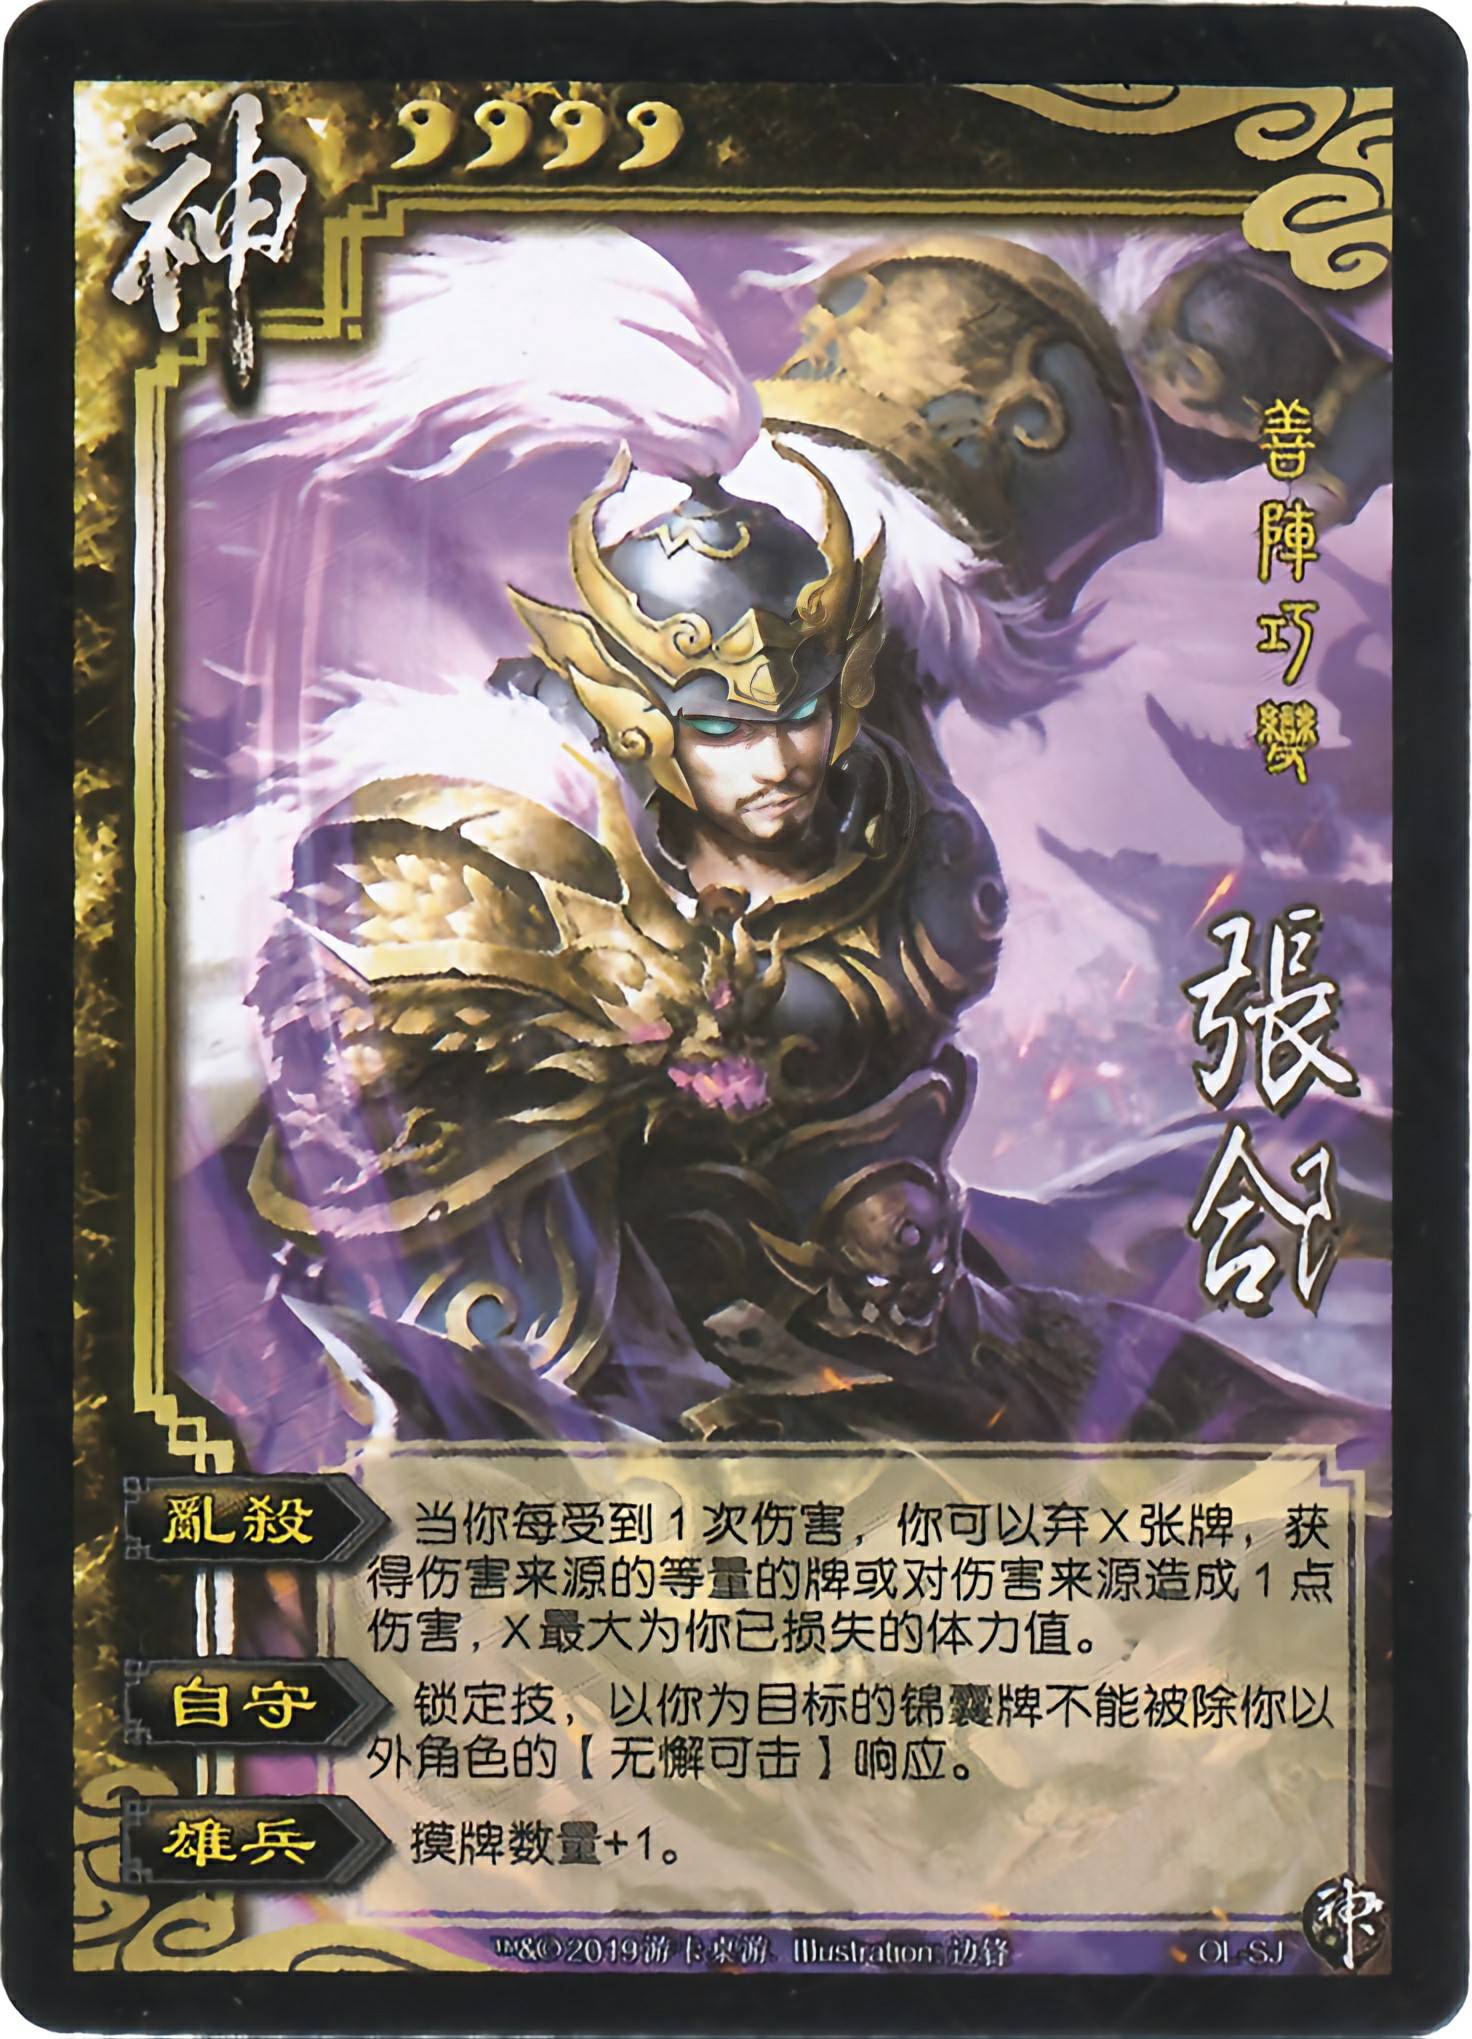 神
善陣巧變
張郃
亂殺
当你每受到1次伤害，你可以弃X张牌，获
得伤害来源的等量的牌或对伤害来源造成1点
伤害，X最大为你已损失的体力值。
自守
锁定技，以你为目标的锦囊牌不能被除你以
外角色的【无懈可击】响应。
雄兵
摸牌数量+1。
神
™&©2019游卡桌游. Illustration: 边锋
OL-SJ